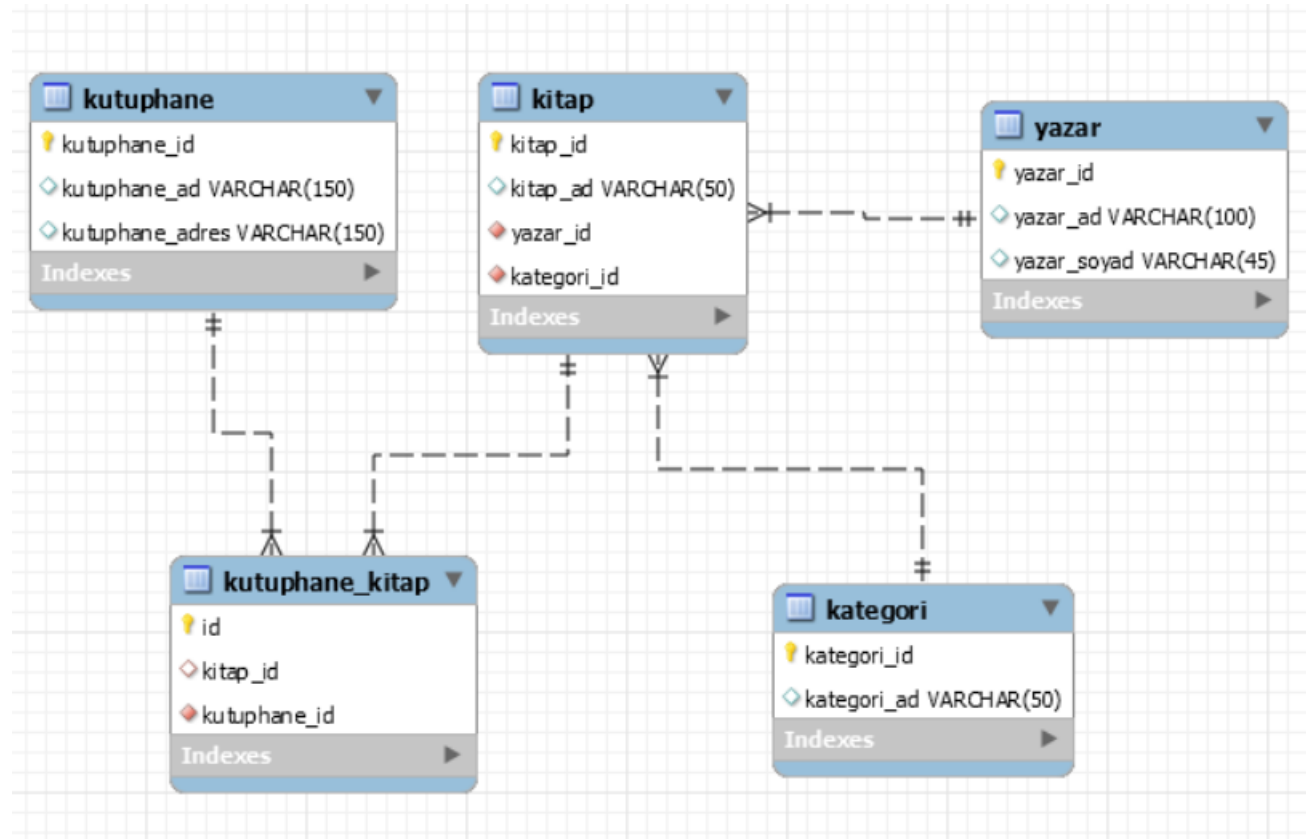 kutuphane
kutuphane_id
kutuphane_ad VARCHAR(150)
kutuphane_adres VARCHAR(150)
Indexes
kitap
kitap_id
kitap_ad VARCHAR(50)
yazar_id
kategori_id
Indexes
yazar
yazar_id
yazar_ad VARCHAR(100)
yazar_soyad VARCHAR(45)
Indexes
kutuphane_kitap
id
kitap_id
kutuphane_id
Indexes
kategori
kategori_id
kategori_ad VARCHAR(50)
Indexes